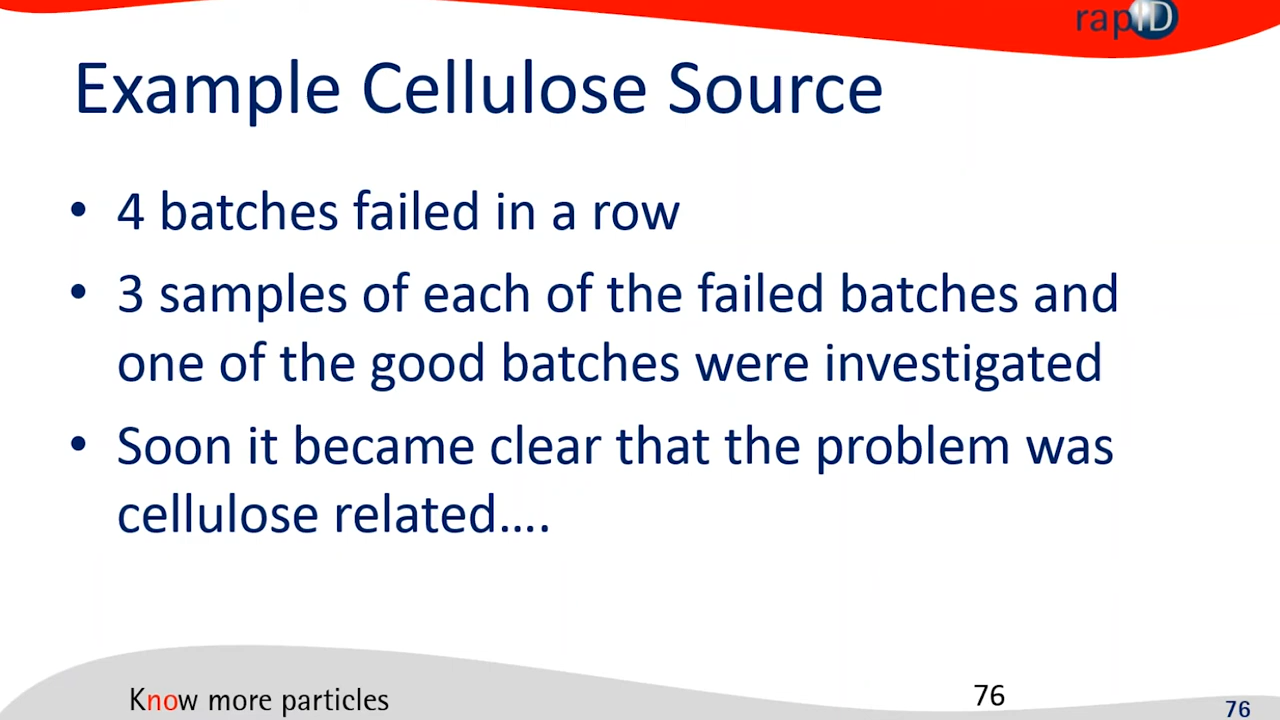 rapID
Example Cellulose Source
• 4 batches failed in a row
• 3 samples of each of the failed batches and
one of the good batches were investigated
• Soon it became clear that the problem was
cellulose related….
Know more particles
76
76